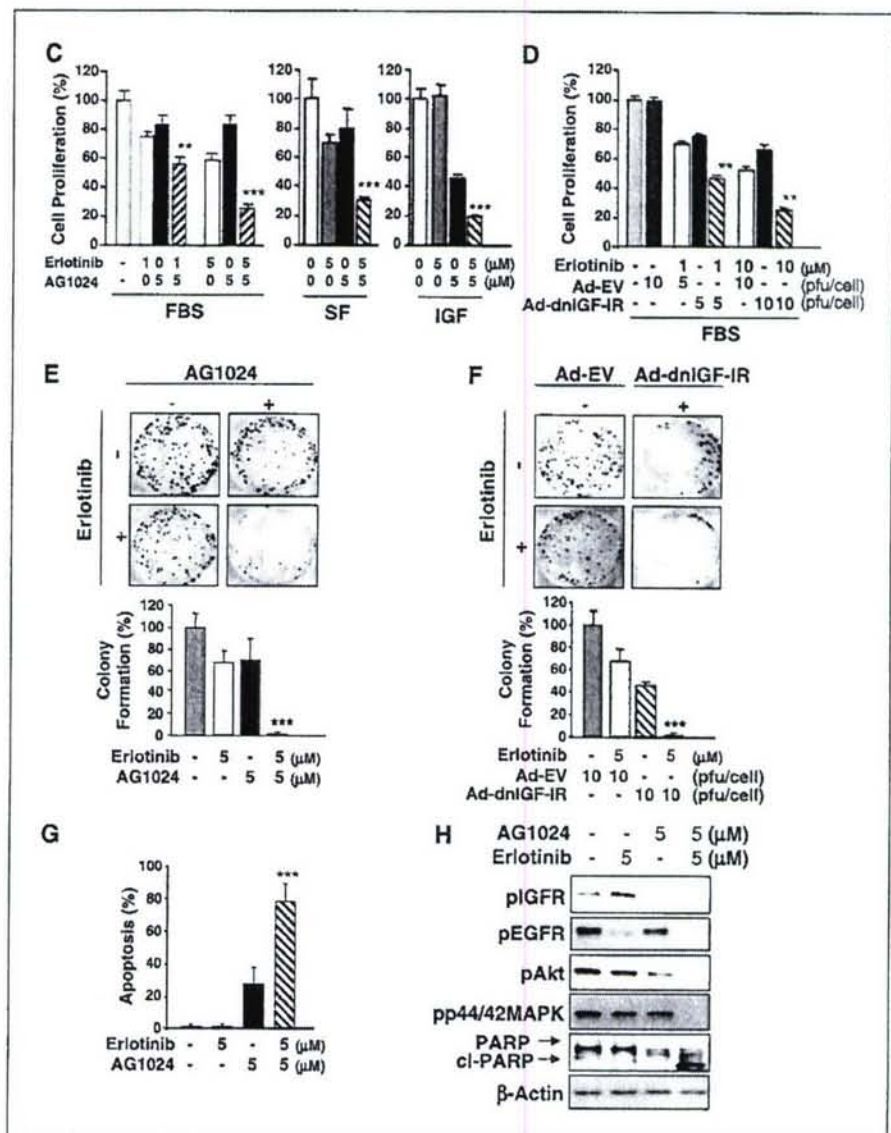 C
Cell Proliferation (%)
120
100
80
60
40
20
0
120
100
80
60
40
20
0
120
100
80
60
40
20
0
**
***
***
***
Erlotinib - 1 0 1 5 0 5 0 5 0 5 0 5 0 5 (μM)
AG1024 - 0 5 5 0 5 5 0 0 5 5 0 0 5 5 (μM)
FBS
SF
IGF
D
Cell Proliferation (%)
120
100
80
60
40
20
0
**
**
Erlotinib - - 1 - 1 10 - 10 (μM)
Ad-EV - 10 5 10 (pfu/cell)
Ad-dnIGF-IR - - - 5 5 - 10 10 (pfu/cell)
FBS
E
AG1024
- +
Erlotinib
-
+
Colony
Formation (%)
120
100
80
60
40
20
0
***
Erlotinib - 5 - 5 (μM)
AG1024 - - 5 5 (μM)
F
Ad-EV Ad-dnIGF-IR
- +
Erlotinib
-
+
Colony
Formation (%)
120
100
80
60
40
20
0
***
Erlotinib - 5 - 5 (μM)
Ad-EV 10 10 - - (pfu/cell)
Ad-dnIGF-IR - - 10 10 (pfu/cell)
G
Apoptosis (%)
100
80
60
40
20
0
***
Erlotinib - 5 - 5 (μM)
AG1024 - - 5 5 (μM)
H
AG1024 - - 5 5 (μM)
Erlotinib - 5 - 5 (μM)
pIGFR
pEGFR
pAkt
pp44/42MAPK
PARP →
cl-PARP →
β-Actin